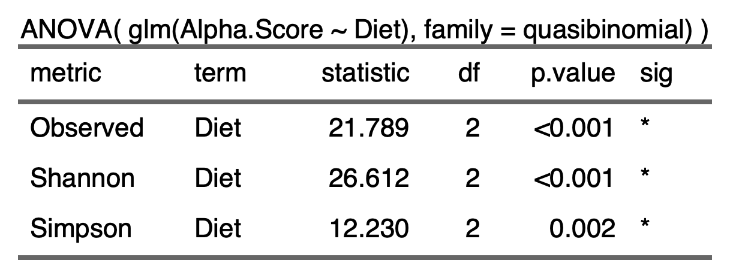 ANOVA( glm(Alpha.Score ~ Diet), family = quasibinomial) )
metric term statistic df p.value sig
Observed Diet 21.789 2 <0.001 *
Shannon Diet 26.612 2 <0.001 *
Simpson Diet 12.230 2 0.002 *